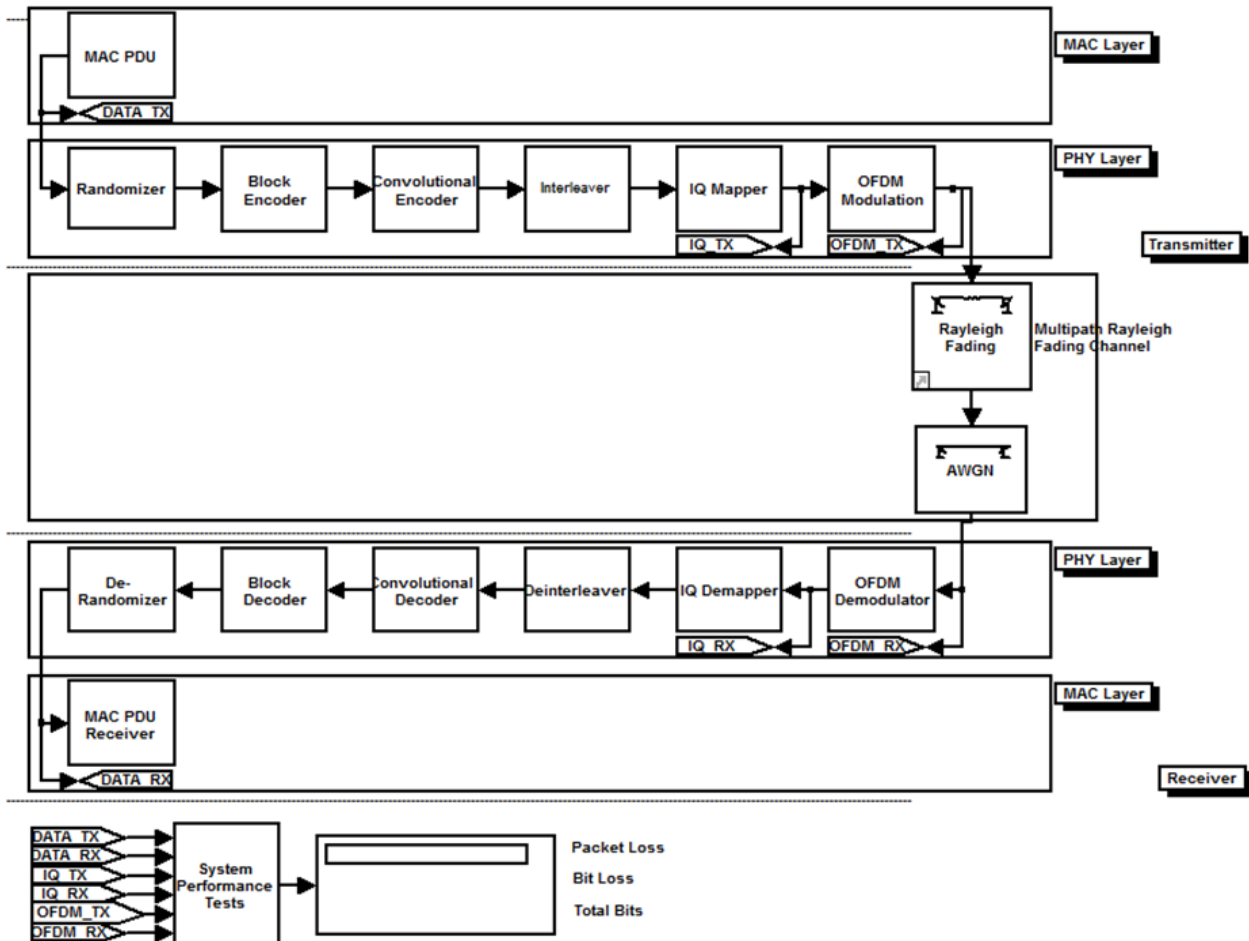 MAC PDU
DATA_TX
MAC Layer
Randomizer
Block
Encoder
Convolutional
Encoder
Interleaver
IQ Mapper
OFDM
Modulation
IQ_TX
OFDM_TX
PHY Layer
Transmitter
Rayleigh
Fading
Multipath Rayleigh
Fading Channel
AWGN
De-
Randomizer
Block
Decoder
Convolutional
Decoder
Deinterleaver
IQ Demapper
OFDM
Demodulator
IQ_RX
OFDM_RX
PHY Layer
MAC PDU
Receiver
DATA_RX
MAC Layer
Receiver
DATA_TX
DATA_RX
IQ_TX
IQ_RX
OFDM_TX
OFDM_RX
System
Performance
Tests
Packet Loss
Bit Loss
Total Bits